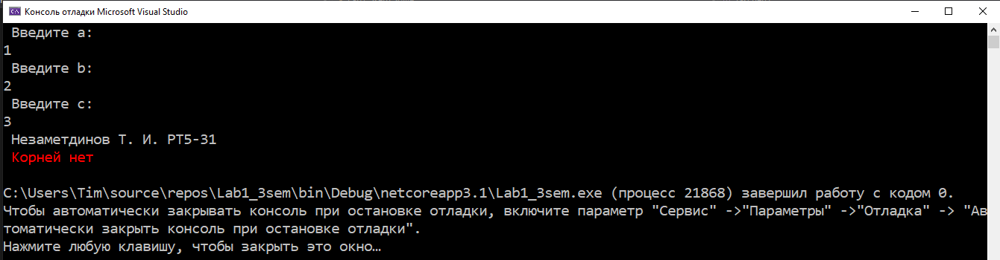 Консоль отладки Microsoft Visual Studio
Введите a:
1
Введите b:
2
Введите c:
3
Незаметдинов Т. И. РТ5-31
Корней нет
C:\Users\Tim\source\repos\Lab1_3sem\bin\Debug\netcoreapp3.1\Lab1_3sem.exe (процесс 21868) завершил работу с кодом 0.
Чтобы автоматически закрывать консоль при остановке отладки, включите параметр "Сервис" ->"Параметры" ->"Отладка" -> "Ав
томатически закрыть консоль при остановке отладки".
Нажмите любую клавишу, чтобы закрыть это окно…